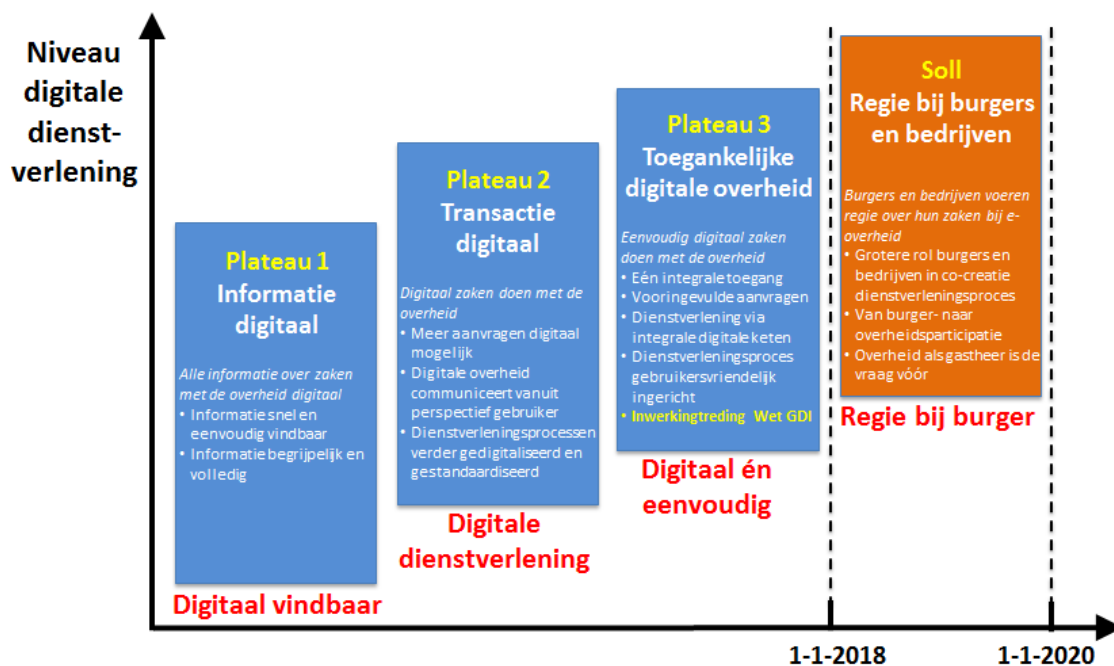 Niveau
digitale
dienst-
verlening
Plateau 1
Informatie
digitaal
Alle informatie over zaken
met de overheid digitaal
• Informatie snel en
eenvoudig vindbaar
• Informatie begrijpelijk en
volledig
Digitaal vindbaar
Plateau 2
Transactie
digitaal
Digitaal zaken doen met de
overheid
• Meer aanvragen digitaal
mogelijk
• Digitale overheid
communiceert vanuit
perspectief gebruiker
• Dienstverleningsprocessen
verder gedigitaliseerd en
gestandaardiseerd
Digitale
dienstverlening
Plateau 3
Toegankelijke
digitale overheid
Eenvoudig digitaal zaken
doen met de overheid
• Eén integrale toegang
• Vooringevulde aanvragen
• Dienstverlening via
integrale digitale keten
• Dienstverleningsproces
gebruikersvriendelijk
ingericht
• Inwerkingtreding Wet GDI
Digitaal én
eenvoudig
Soll
Regie bij burgers
en bedrijven
Burgers en bedrijven voeren
regie over hun zaken bij e-
overheid
• Grotere rol burgers en
bedrijven in co-creatie
dienstverleningsproces
• Van burger- naar
overheidsparticipatie
• Overheid als gastheer is de
vraag vóór
Regie bij burger
1-1-2018
1-1-2020